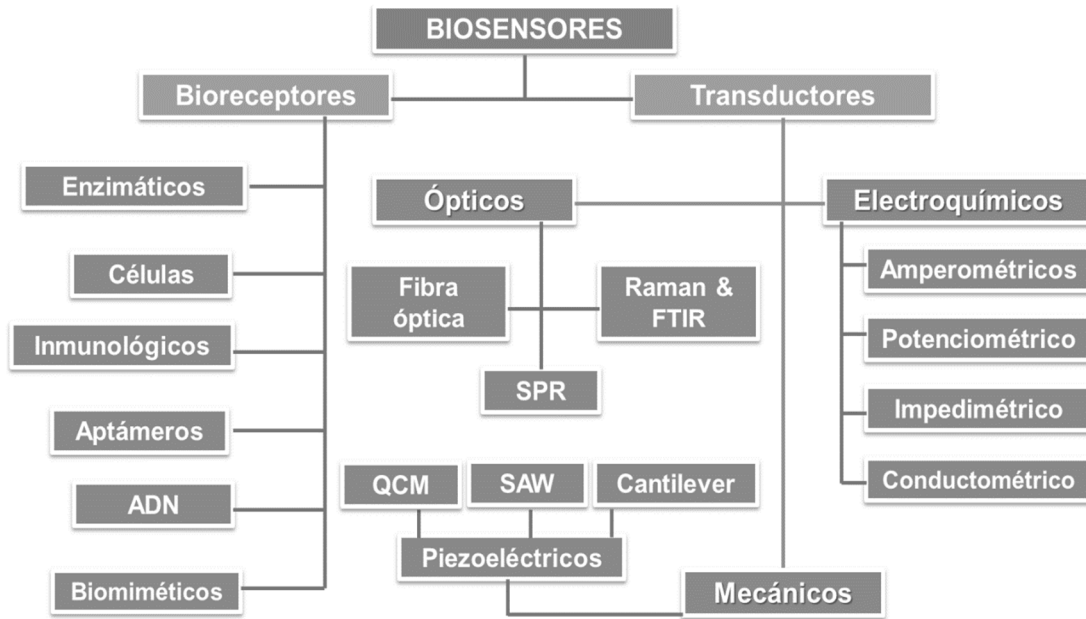 BIOSENSORES
Bioreceptores
Transductores
Enzimáticos
Células
Inmunológicos
Aptámeros
ADN
Biomiméticos
Ópticos
Fibra
óptica
Raman &
FTIR
SPR
Electroquímicos
Amperométricos
Potenciométrico
Impedimétrico
Conductométrico
QCM
SAW
Cantilever
Piezoeléctricos
Mecánicos